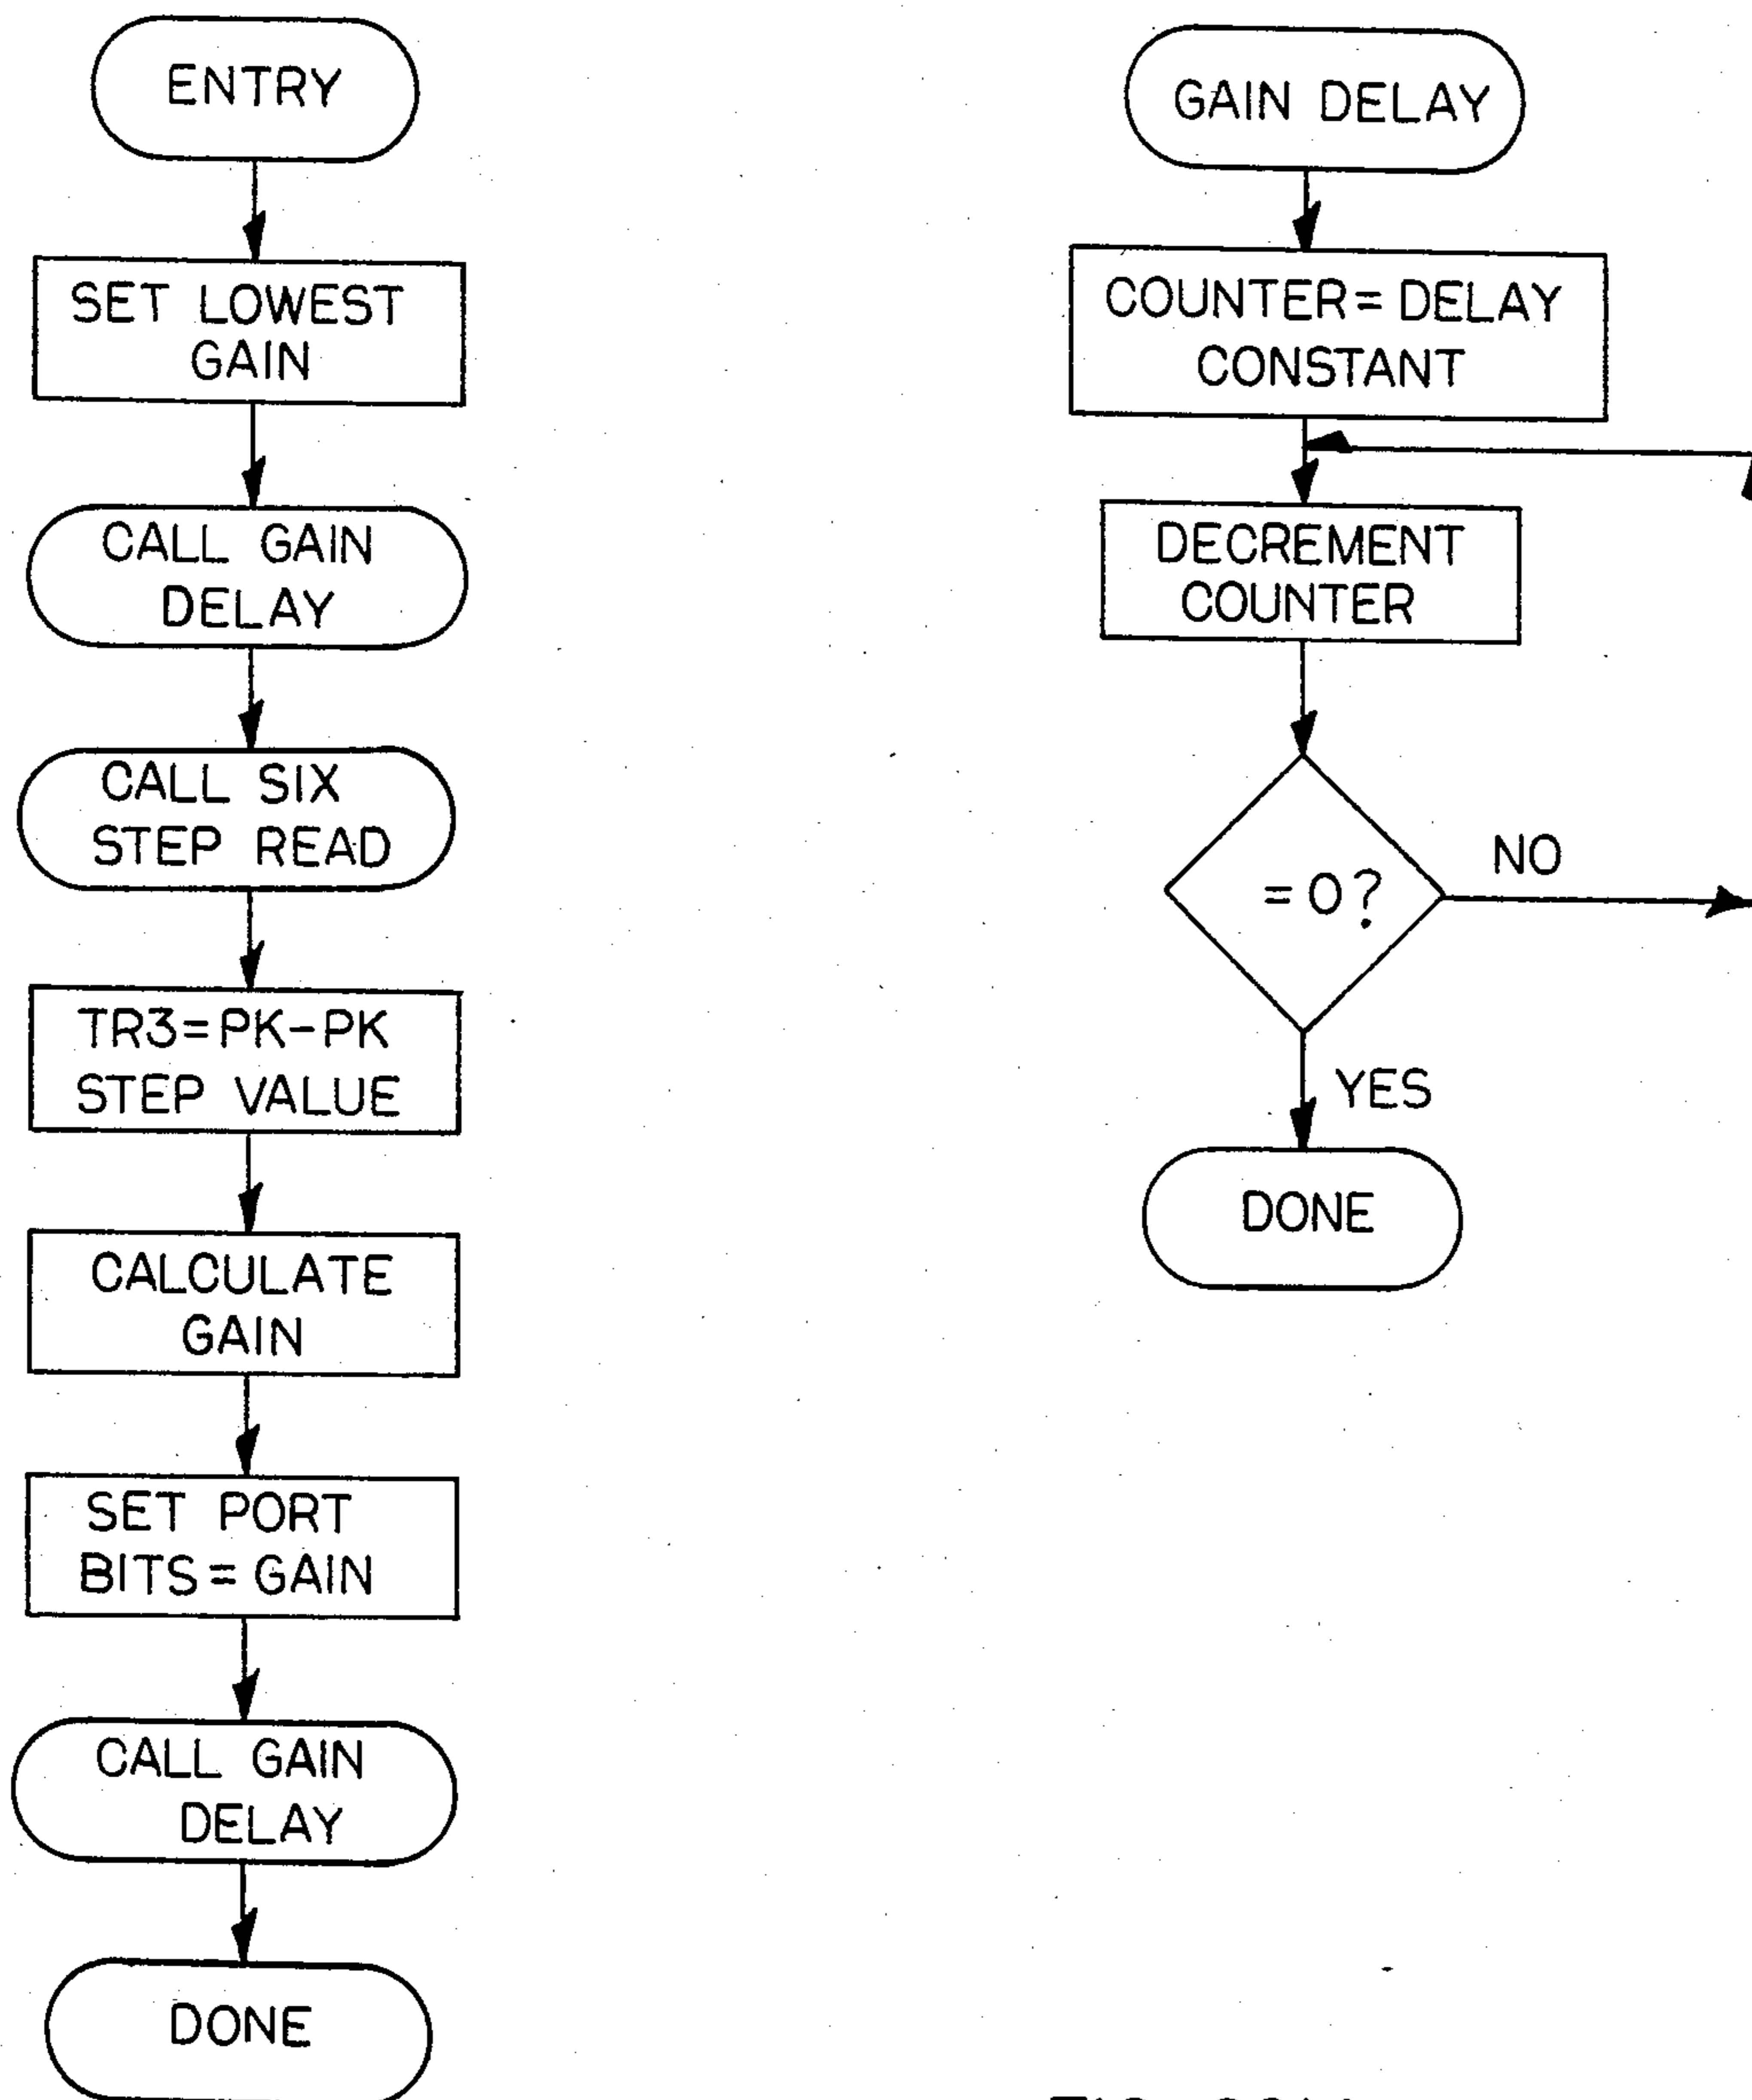 ENTRY
SET LOWEST
GAIN
CALL GAIN
DELAY
CALL SIX
STEP READ
TR3=PK-PK
STEP VALUE
CALCULATE
GAIN
SET PORT
BITS=GAIN
CALL GAIN
DELAY
DONE
GAIN DELAY
COUNTER=DELAY
CONSTANT
DECREMENT
COUNTER
=0?
NO
YES
DONE